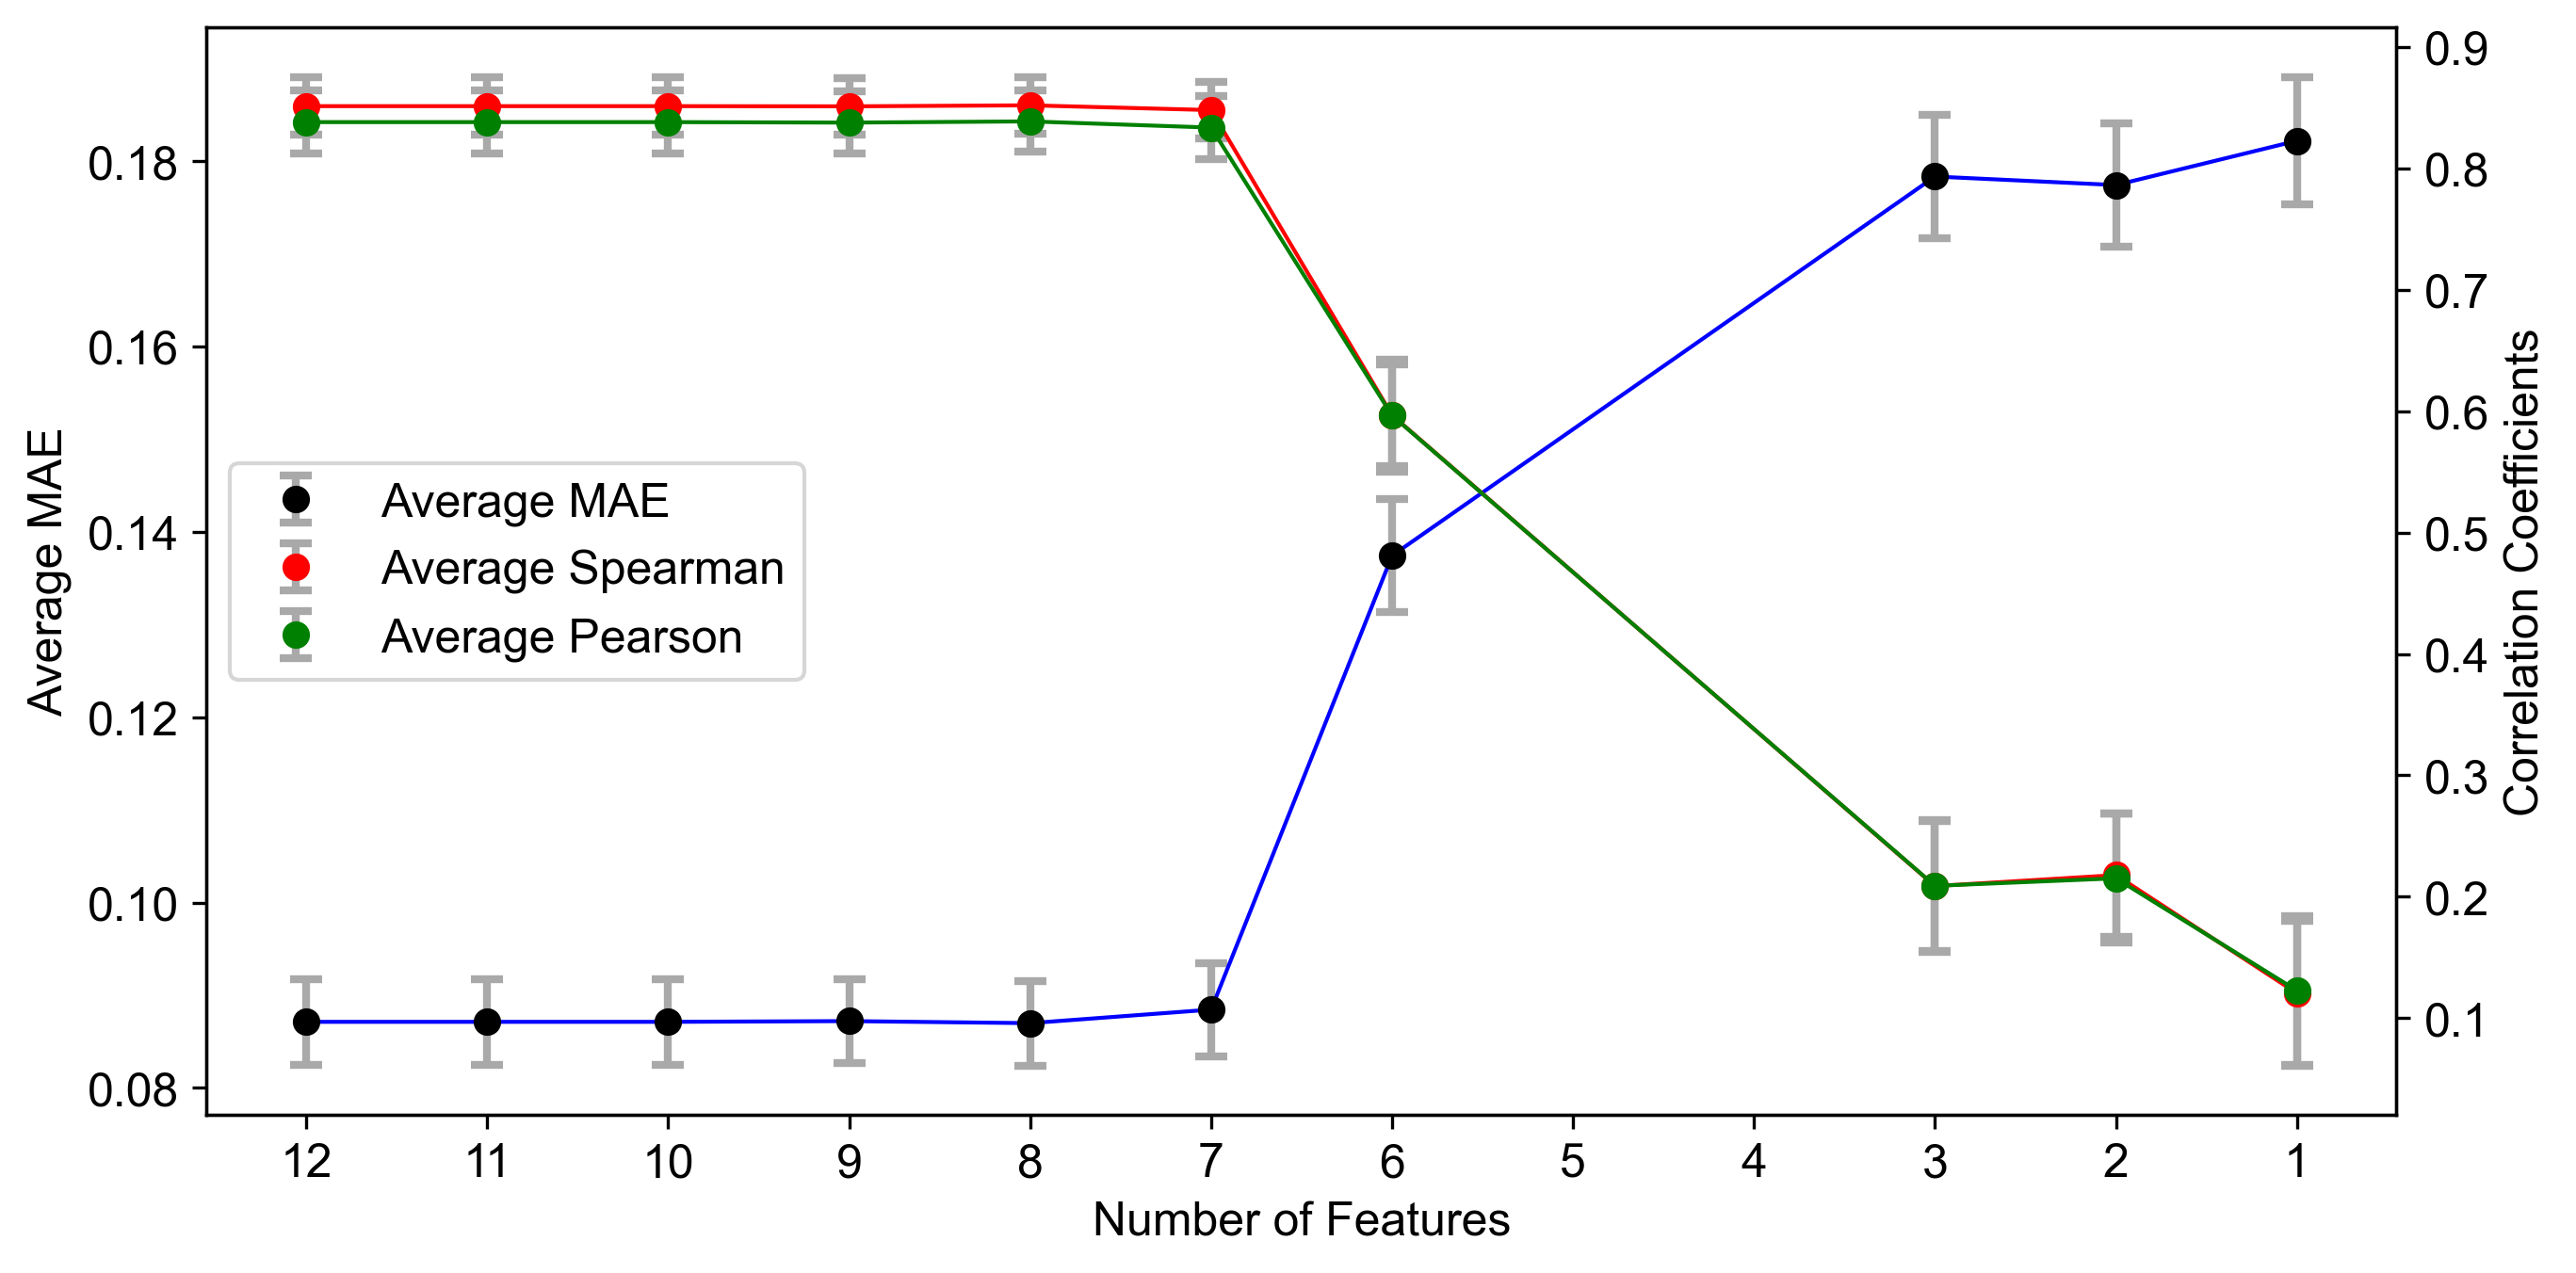 0.18
0.16
0.14
0.12
0.10
0.08
Average MAE
0.9
0.8
0.7
0.6
0.5
0.4
0.3
0.2
0.1
Correlation Coefficients
Average MAE
Average Spearman
Average Pearson
12 11 10 9 8 7 6 5 4 3 2 1
Number of Features